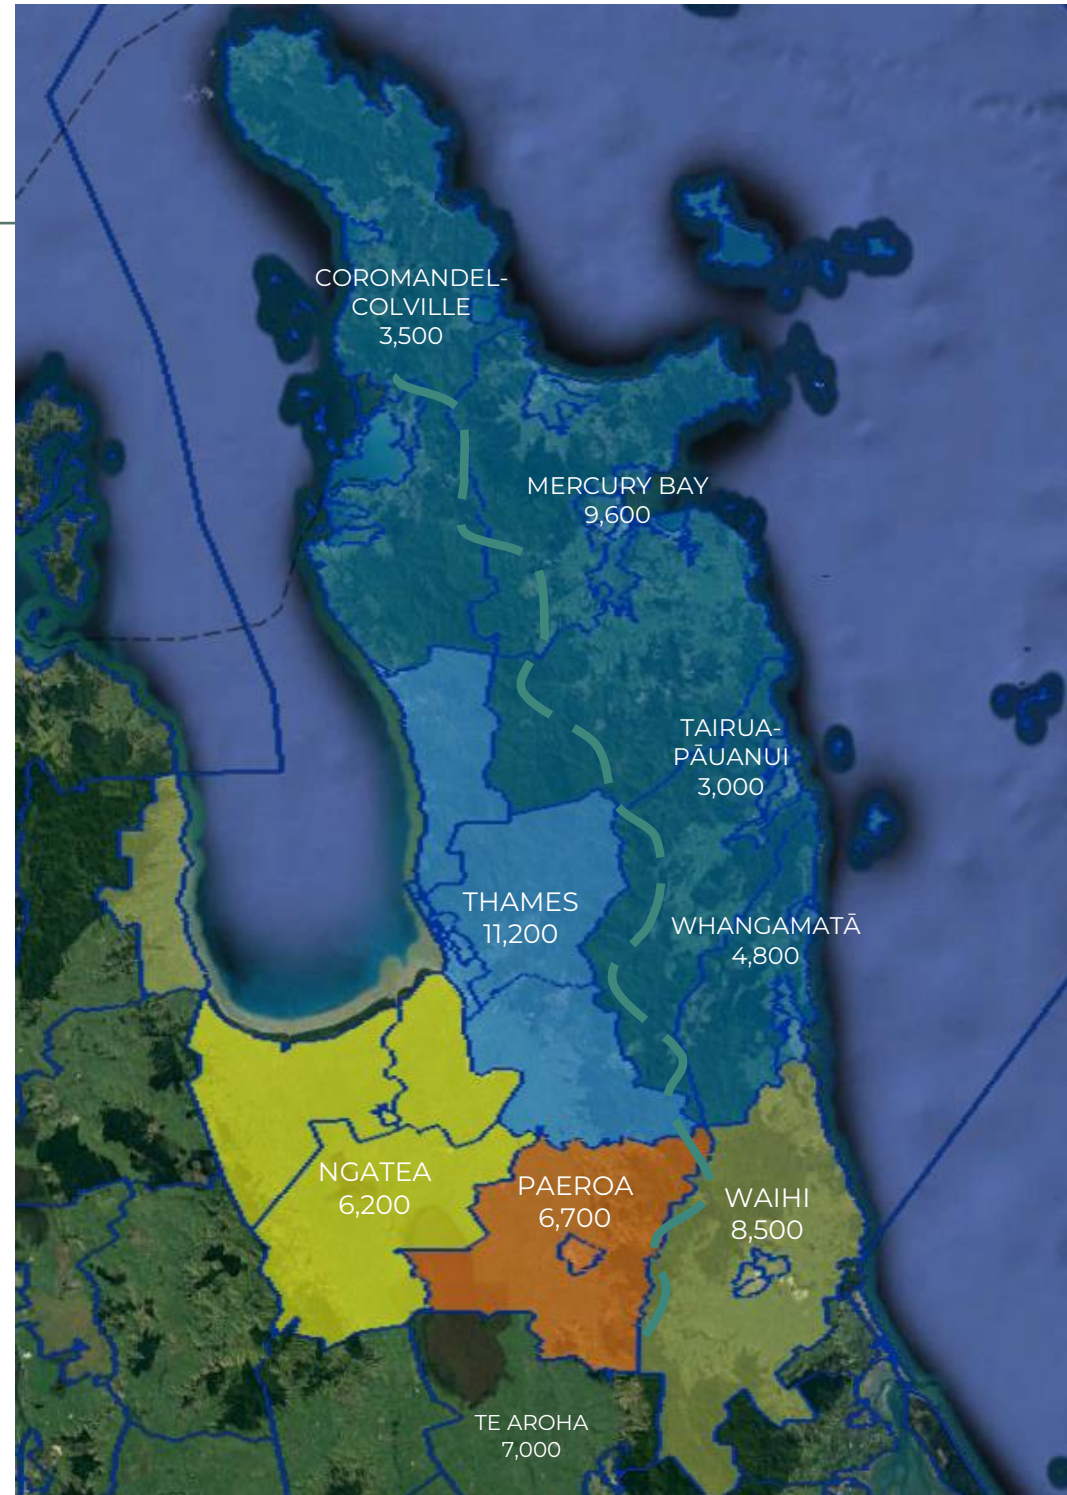 COROMANDEL-
COLVILLE
3,500
MERCURY BAY
9,600
TAIRUA-
PĀUANUI
3,000
THAMES
11,200
WHANGAMATĀ
4,800
NGATEA
6,200
PAEROA
6,700
WAIHI
8,500
TE AROHA
7,000